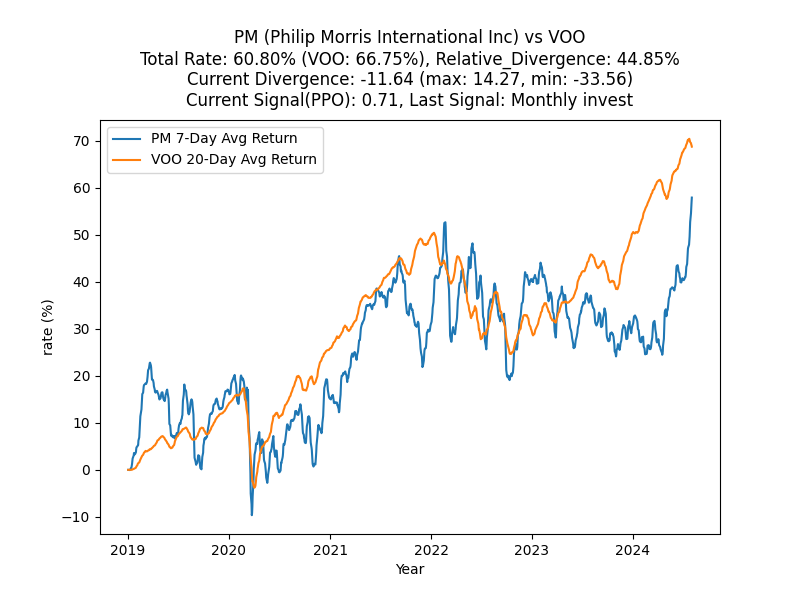 PM (Philip Morris International Inc) vs VOO
Total Rate: 60.80% (VOO: 66.75%), Relative_Divergence: 44.85%
Current Divergence: -11.64 (max: 14.27, min: -33.56)
Current Signal(PPO): 0.71, Last Signal: Monthly invest
PM 7-Day Avg Return
VOO 20-Day Avg Return
70
60
50
40
30
20
10
0
−10
rate (%)
2019 2020 2021 2022 2023 2024
Year